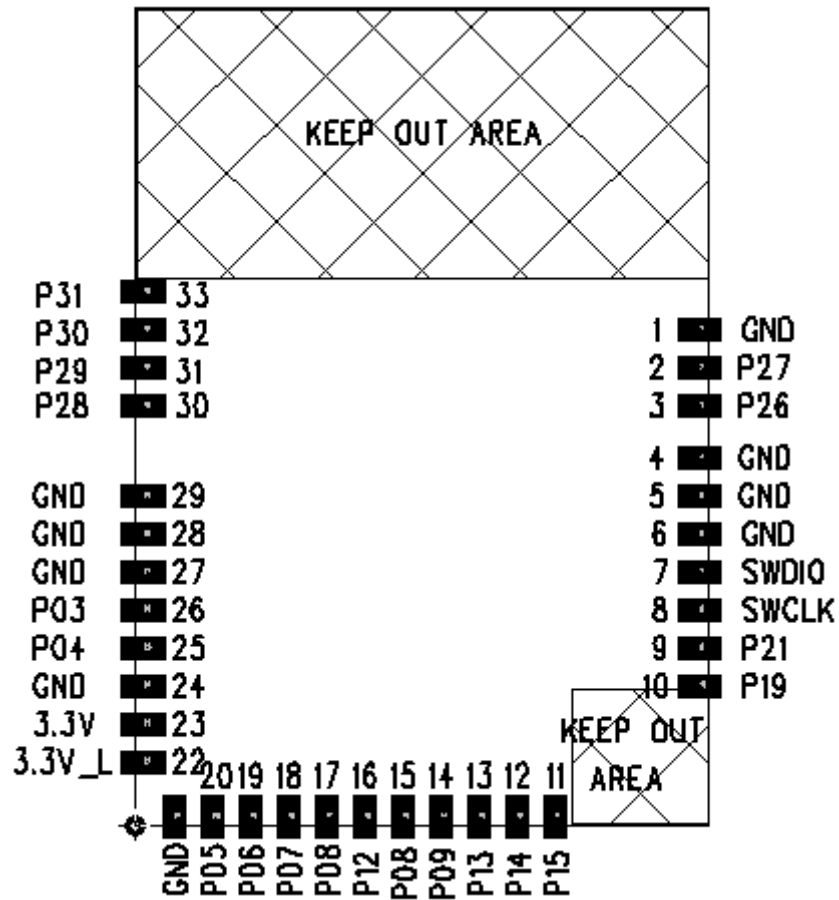 KEEP OUT AREA
P31 33
P30 32 1 GND
P29 31 2 P27
P28 30 3 P26
4 GND
GND 29 5 GND
GND 28 6 GND
GND 27 7 SWDIO
P03 26 8 SWCLK
P04 25 9 P21
GND 24 10 P19
3.3V 23 KEEP OUT
3.3V_L 22 AREA
20 19 18 17 16 15 14 13 12 11
GND P05 P06 P07 P08 P12 P08 P09 P13 P14 P15